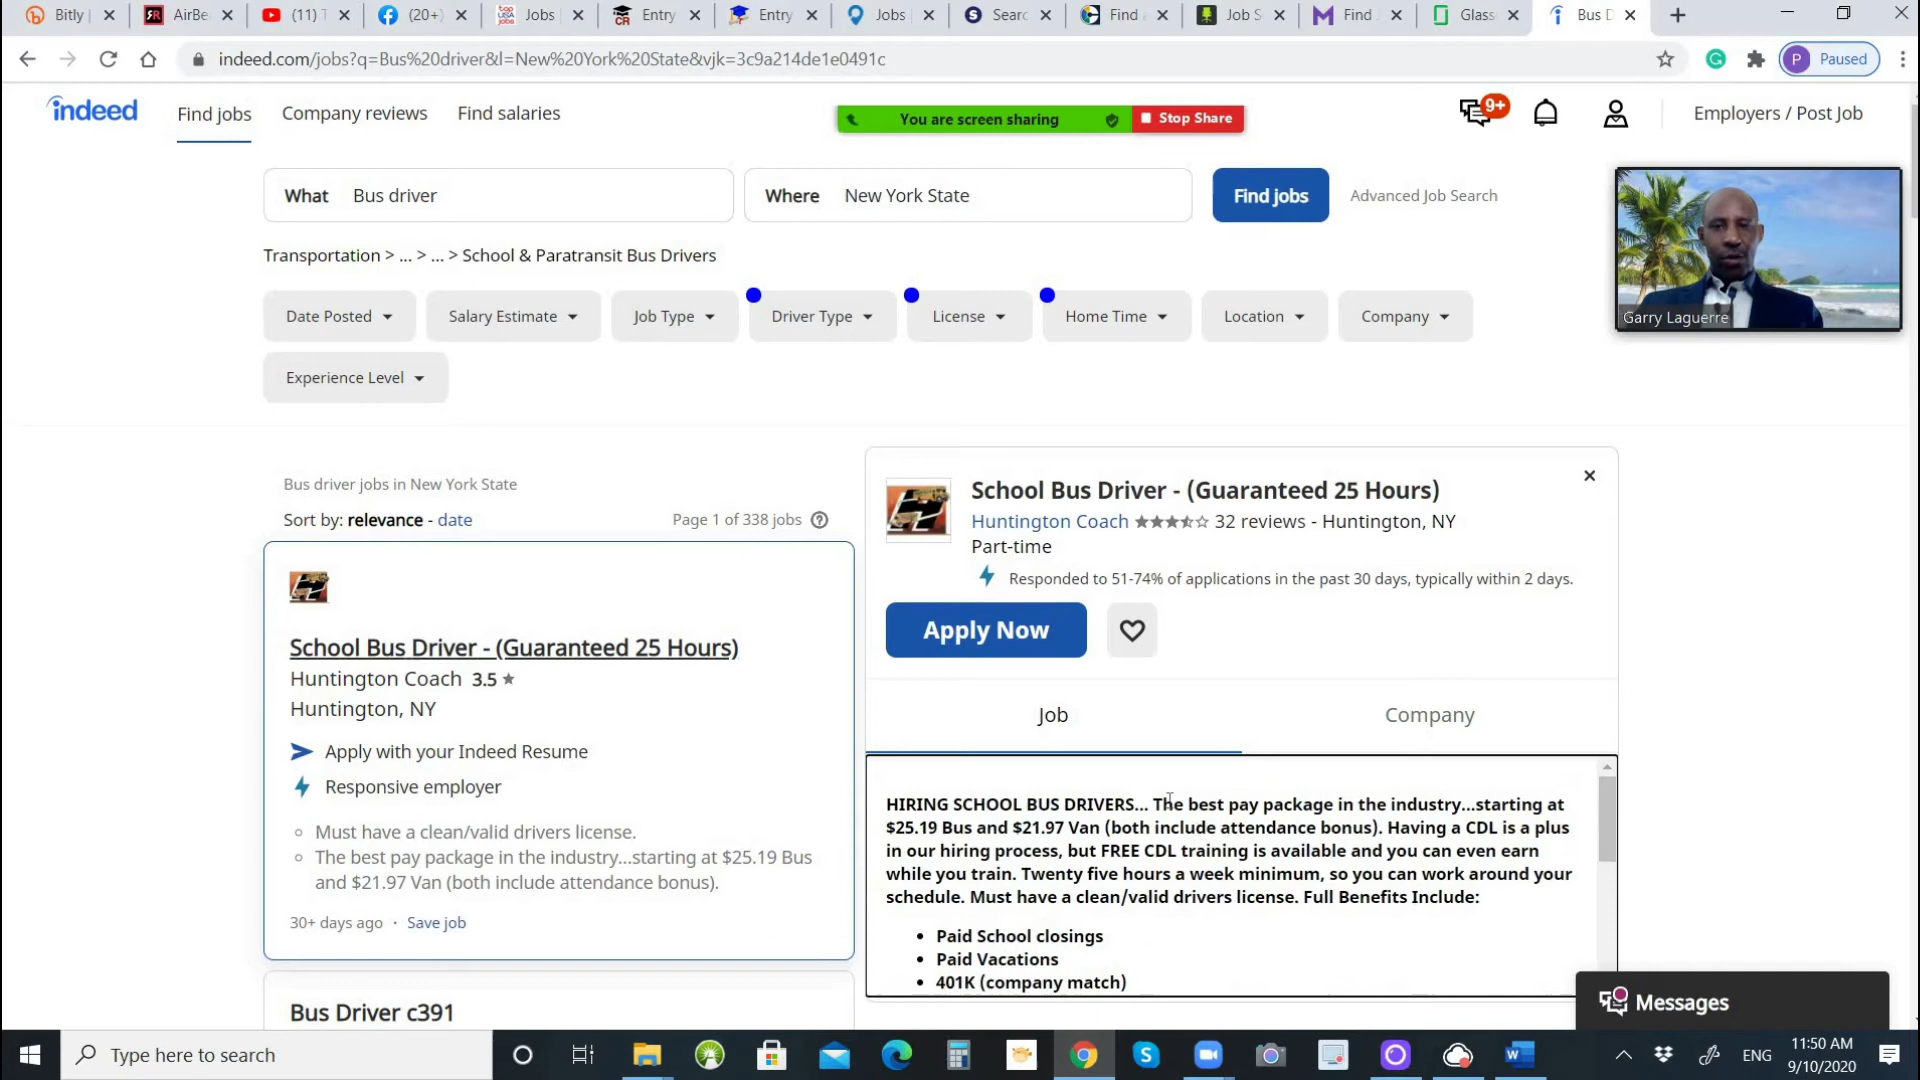 Bitly
AirBe
(11) T
(20+)
Jobs
Entry
Entry
Jobs
Searc
Find a
Job S
Find
Glass
Bus D
indeed.com/jobs?q=Bus%20driver&l=New%20York%20State&vjk=3c9a214de1e0491c
P Paused
indeed
Find jobs
Company reviews
Find salaries
You are screen sharing
Stop Share
9+
Employers / Post Job
What Bus driver
Where New York State
Find jobs
Advanced Job Search
Garry Laguerre
Transportation > ... > ... > School & Paratransit Bus Drivers
Date Posted
Salary Estimate
Job Type
Driver Type
License
Home Time
Location
Company
Experience Level
Bus driver jobs in New York State
Sort by: relevance - date
Page 1 of 338 jobs
School Bus Driver - (Guaranteed 25 Hours)
Huntington Coach 3.5
Huntington, NY
Apply with your Indeed Resume
Responsive employer
Must have a clean/valid drivers license.
The best pay package in the industry...starting at $25.19 Bus
and $21.97 Van (both include attendance bonus).
30+ days ago · Save job
Bus Driver c391
School Bus Driver - (Guaranteed 25 Hours)
Huntington Coach 32 reviews - Huntington, NY
Part-time
Responded to 51-74% of applications in the past 30 days, typically within 2 days.
Apply Now
Job
Company
HIRING SCHOOL BUS DRIVERS... The best pay package in the industry...starting at
$25.19 Bus and $21.97 Van (both include attendance bonus). Having a CDL is a plus
in our hiring process, but FREE CDL training is available and you can even earn
while you train. Twenty five hours a week minimum, so you can work around your
schedule. Must have a clean/valid drivers license. Full Benefits Include:
Paid School closings
Paid Vacations
401K (company match)
Messages
Type here to search
ENG
11:50 AM
9/10/2020